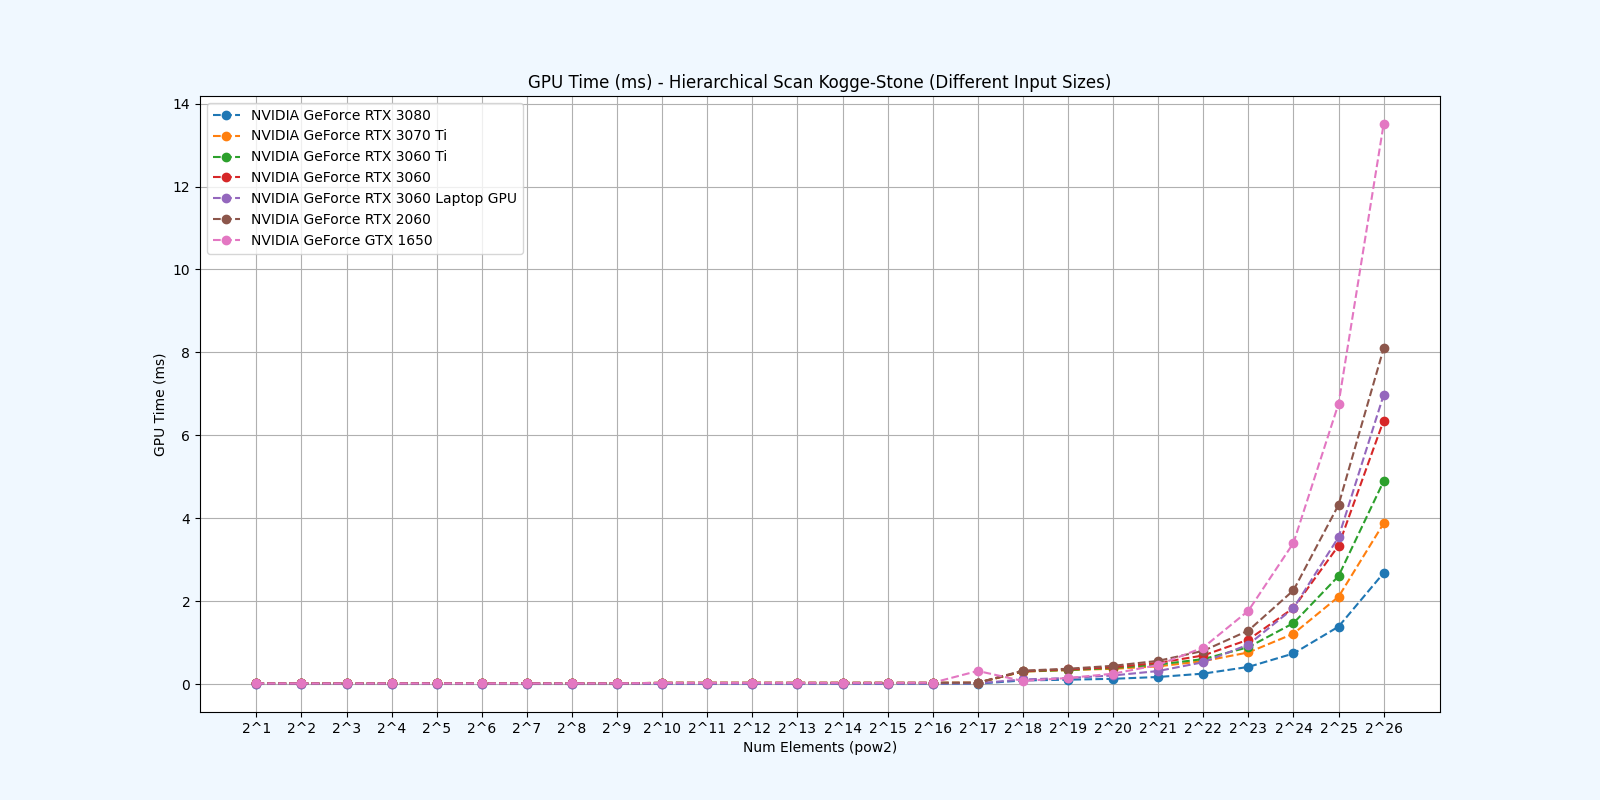 GPU Time (ms) - Hierarchical Scan Kogge-Stone (Different Input Sizes)
NVIDIA GeForce RTX 3080
NVIDIA GeForce RTX 3070 Ti
NVIDIA GeForce RTX 3060 Ti
NVIDIA GeForce RTX 3060
NVIDIA GeForce RTX 3060 Laptop GPU
NVIDIA GeForce RTX 2060
NVIDIA GeForce GTX 1650
GPU Time (ms)
14
12
10
8
6
4
2
0
2^1 2^2 2^3 2^4 2^5 2^6 2^7 2^8 2^9 2^10 2^11 2^12 2^13 2^14 2^15 2^16 2^17 2^18 2^19 2^20 2^21 2^22 2^23 2^24 2^25 2^26
Num Elements (pow2)